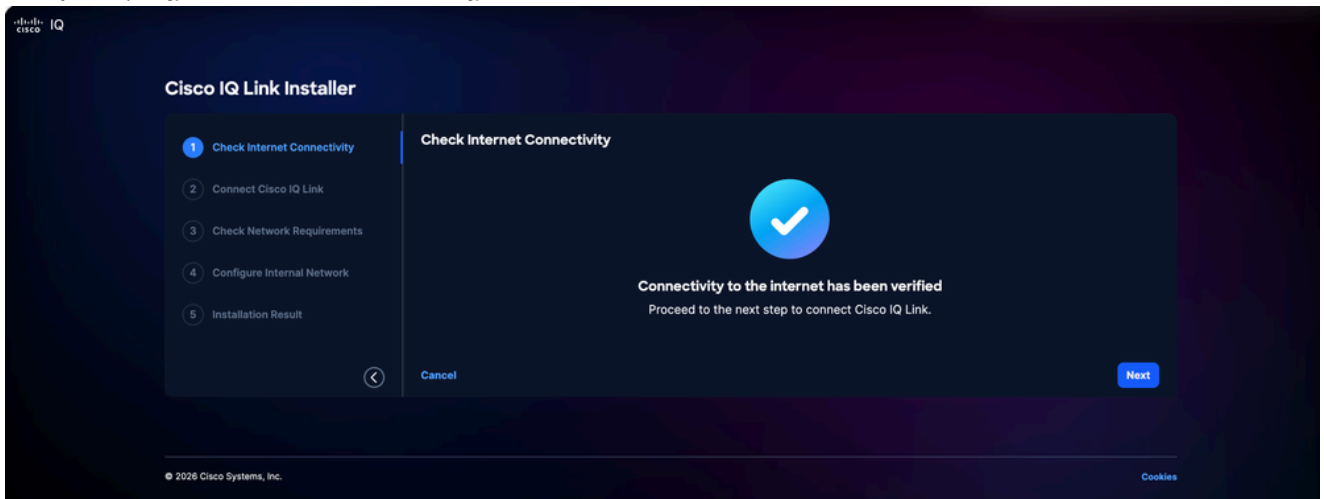 cisco IQ
Cisco IQ Link Installer
1 Check Internet Connectivity
2 Connect Cisco IQ Link
3 Check Network Requirements
4 Configure Internal Network
5 Installation Result
Check Internet Connectivity
Connectivity to the internet has been verified
Proceed to the next step to connect Cisco IQ Link.
Cancel
Next
© 2026 Cisco Systems, Inc.
Cookies